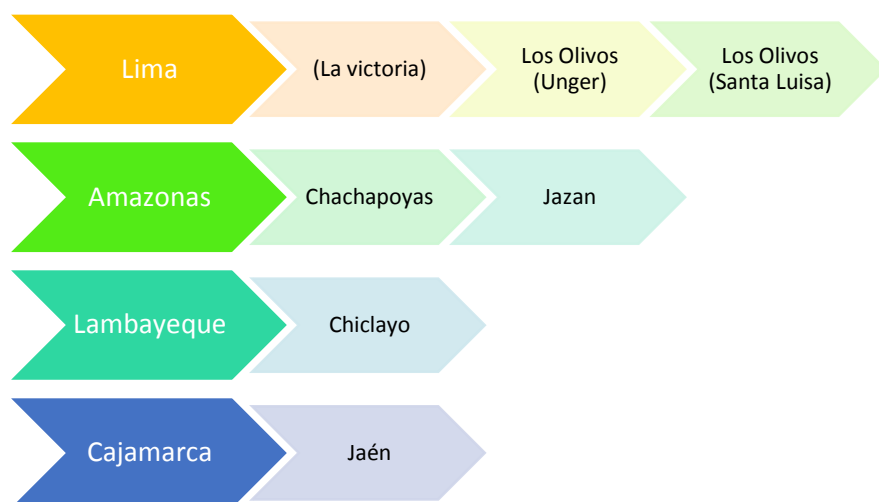 Lima
(La victoria)
Los Olivos
(Unger)
Los Olivos
(Santa Luisa)
Amazonas
Chachapoyas
Jazan
Lambayeque
Chiclayo
Cajamarca
Jaén